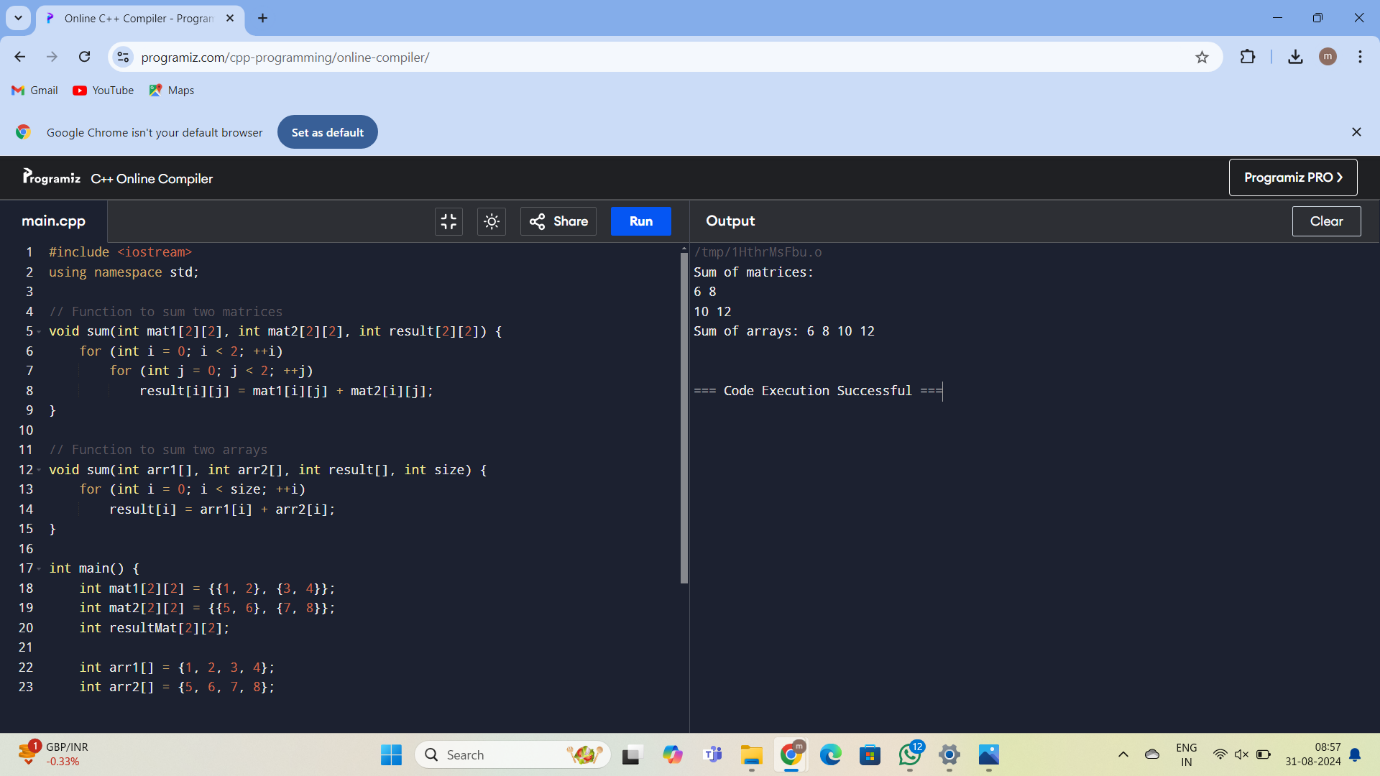 Online C++ Compiler - Program
programiz.com/cpp-programming/online-compiler/
m
Gmail YouTube Maps
Google Chrome isn't your default browser Set as default
Programiz C++ Online Compiler Programiz PRO >
main.cpp Share Run Output Clear
1 #include <iostream>
2 using namespace std;
3
4 // Function to sum two matrices
5 void sum(int mat1[2][2], int mat2[2][2], int result[2][2]) {
6 for (int i = 0; i < 2; ++i)
7 for (int j = 0; j < 2; ++j)
8 result[i][j] = mat1[i][j] + mat2[i][j];
9 }
10
11 // Function to sum two arrays
12 void sum(int arr1[], int arr2[], int result[], int size) {
13 for (int i = 0; i < size; ++i)
14 result[i] = arr1[i] + arr2[i];
15 }
16
17 int main() {
18 int mat1[2][2] = {{1, 2}, {3, 4}};
19 int mat2[2][2] = {{5, 6}, {7, 8}};
20 int resultMat[2][2];
21
22 int arr1[] = {1, 2, 3, 4};
23 int arr2[] = {5, 6, 7, 8};
/tmp/1HthrMsFbu.o
Sum of matrices:
6 8
10 12
Sum of arrays: 6 8 10 12
=== Code Execution Successful ===
1 GBP/INR
-0.33%
Search
m
12
ENG
IN
08:57
31-08-2024